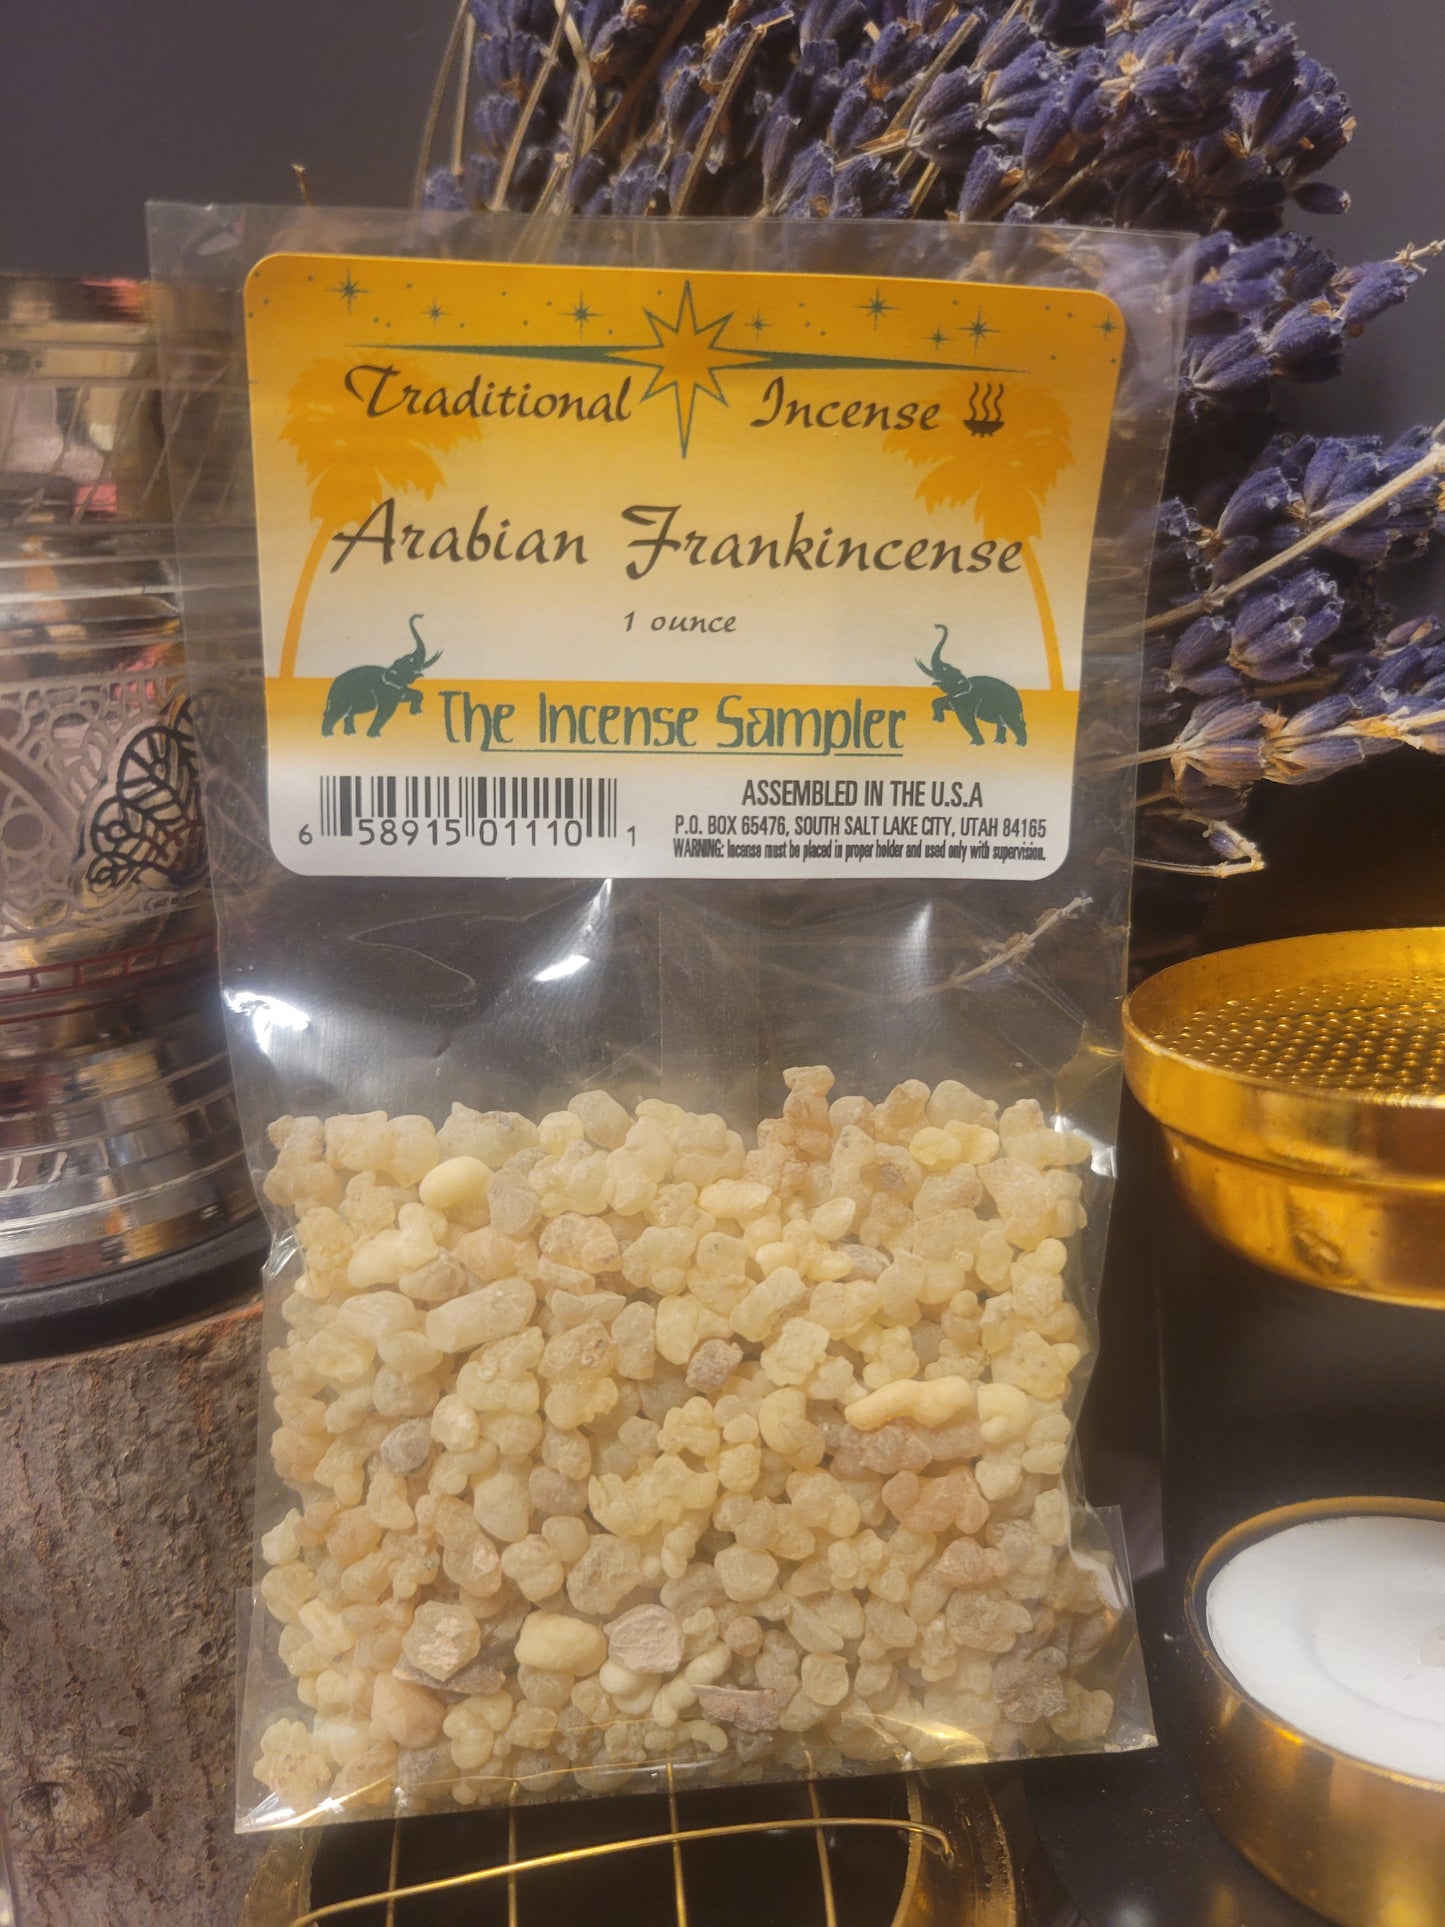 Traditional Incense
Arabian Frankincense
1 ounce
The Incense Sampler
6 58915 01110 1
ASSEMBLED IN THE U.S.A
P.O. BOX 65476, SOUTH SALT LAKE CITY, UTAH 84165
WARNING: Incense must be placed in proper holder and used only with supervision.